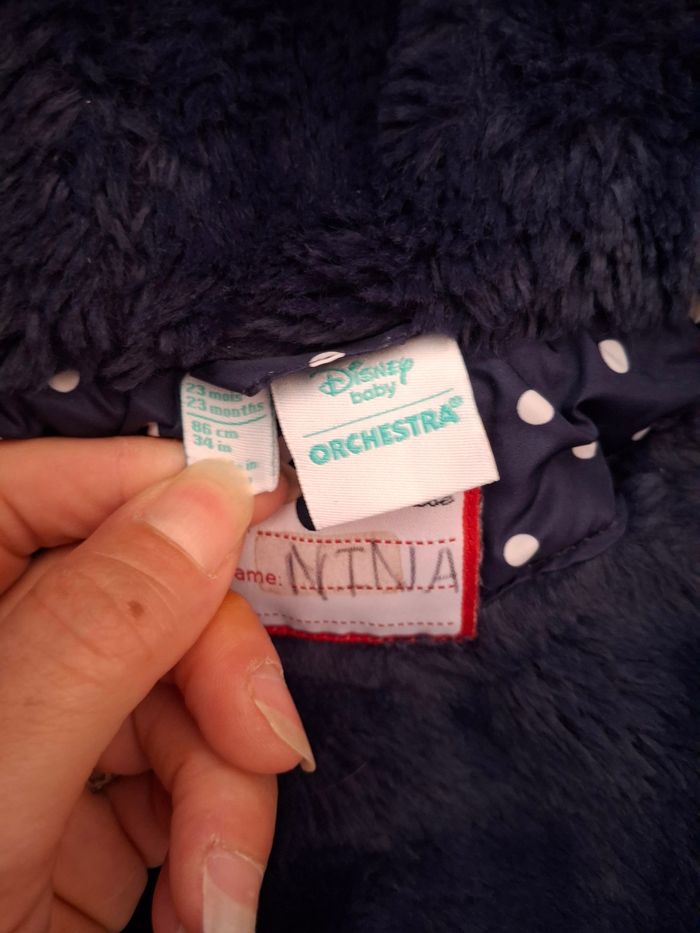 23 mois
23 months
86 cm
34 in
Disney
baby
ORCHESTRA
ame: NINA